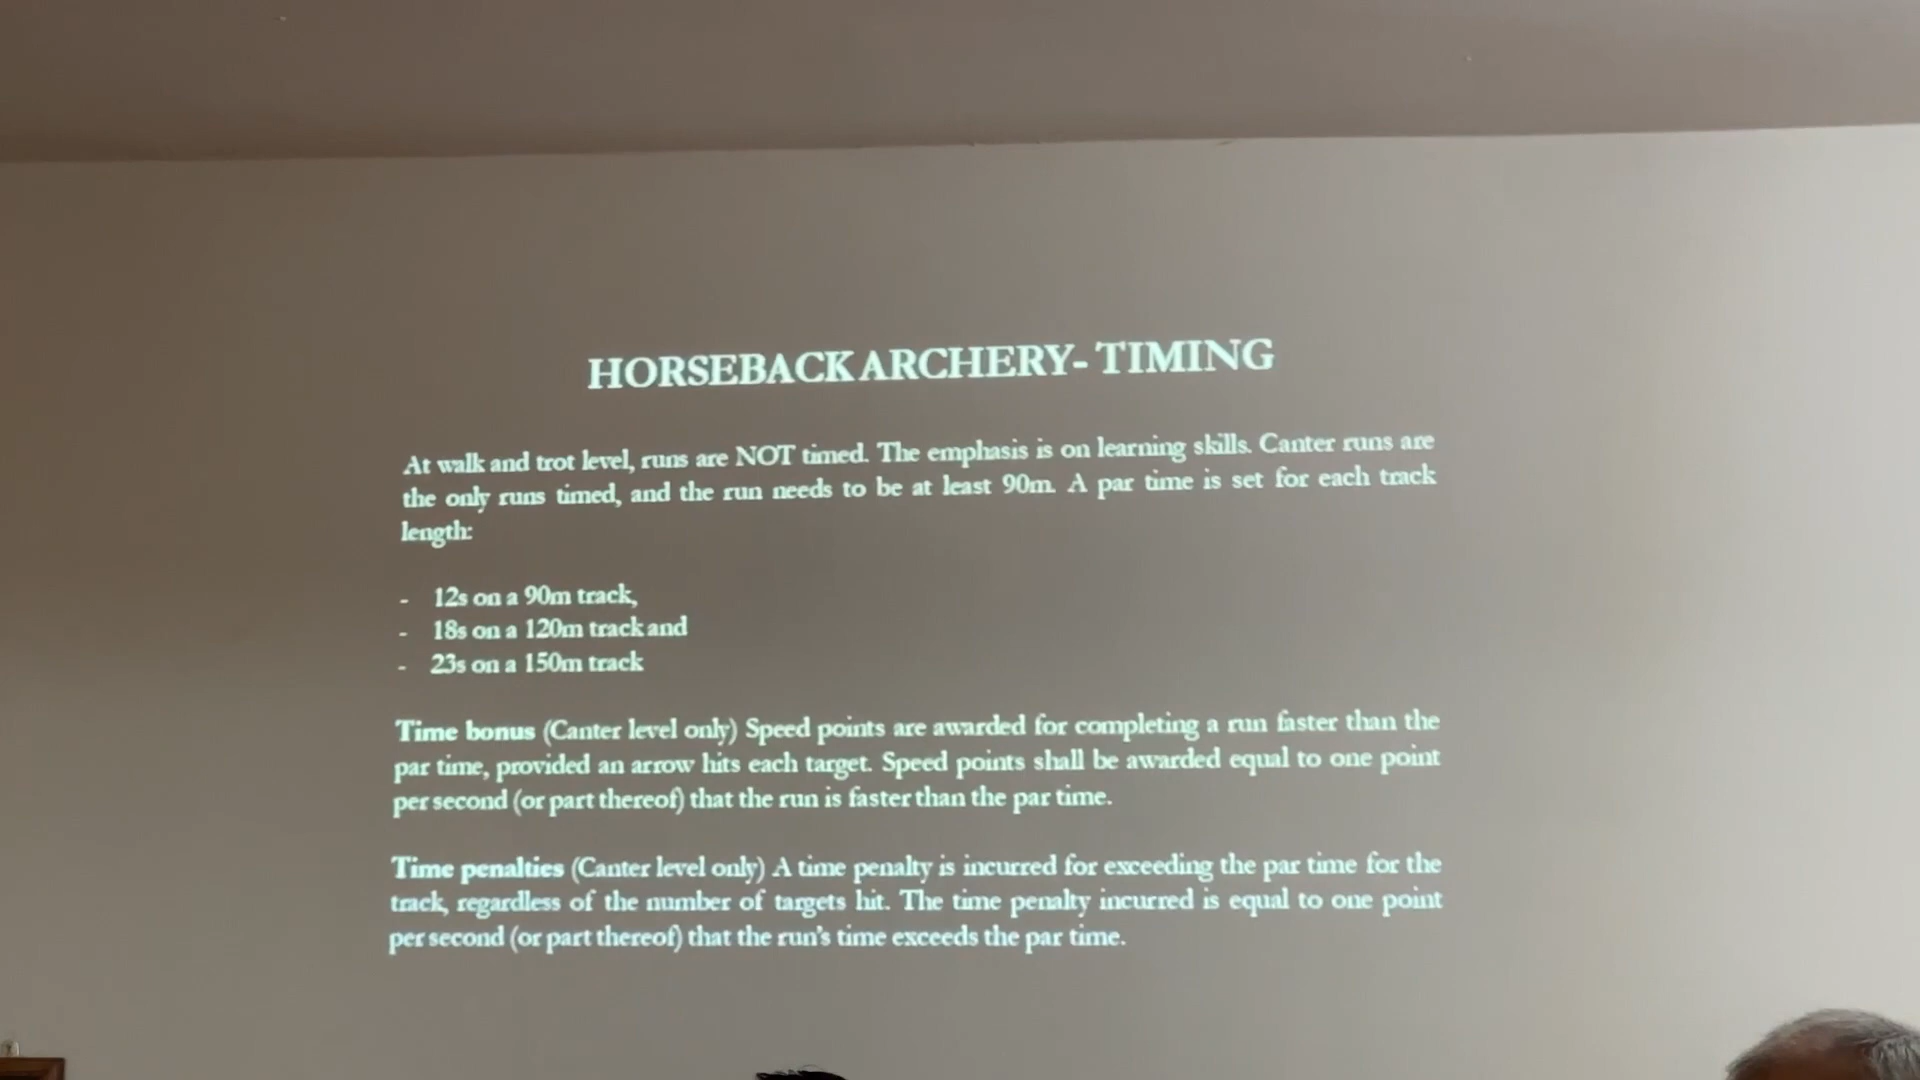 HORSEBACK ARCHERY- TIMING
At walk and trot level, runs are NOT timed. The emphasis is on learning skills. Canter runs are
the only runs timed, and the run needs to be at least 90m. A par time is set for each track
length:
- 12s on a 90m track,
- 18s on a 120m track and
- 23s on a 150m track
Time bonus (Canter level only) Speed points are awarded for completing a run faster than the
par time, provided an arrow hits each target. Speed points shall be awarded equal to one point
per second (or part thereof) that the run is faster than the par time.
Time penalties (Canter level only) A time penalty is incurred for exceeding the par time for the
track, regardless of the number of targets hit. The time penalty incurred is equal to one point
per second (or part thereof) that the run's time exceeds the par time.